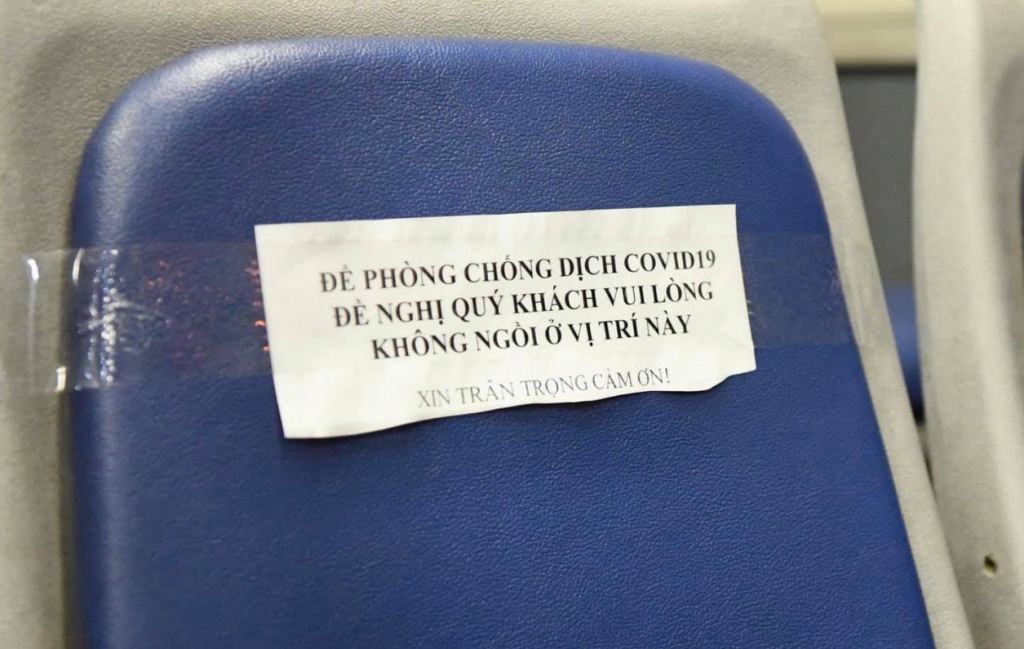 ĐỂ PHÒNG CHỐNG DỊCH COVID19
ĐỀ NGHỊ QUÝ KHÁCH VUI LÒNG
KHÔNG NGỒI Ở VỊ TRÍ NÀY
XIN TRÂN TRỌNG CẢM ƠN!